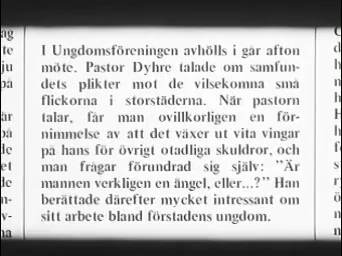 I Ungdomsföreningen avhölls i går afton
möte. Pastor Dyhre talade om samfun-
dets plikter mot de vilsekomna små
flickorna i storstäderna. När pastorn
talar, får man ovillkorligen en för-
nimmelse av att det växer ut vita vingar
på hans för övrigt otadliga skuldror, och
man frågar förundrad sig själv: "Är
mannen verkligen en ängel, eller...?" Han
berättade därefter mycket intressant om
sitt arbete bland förstadens ungdom.